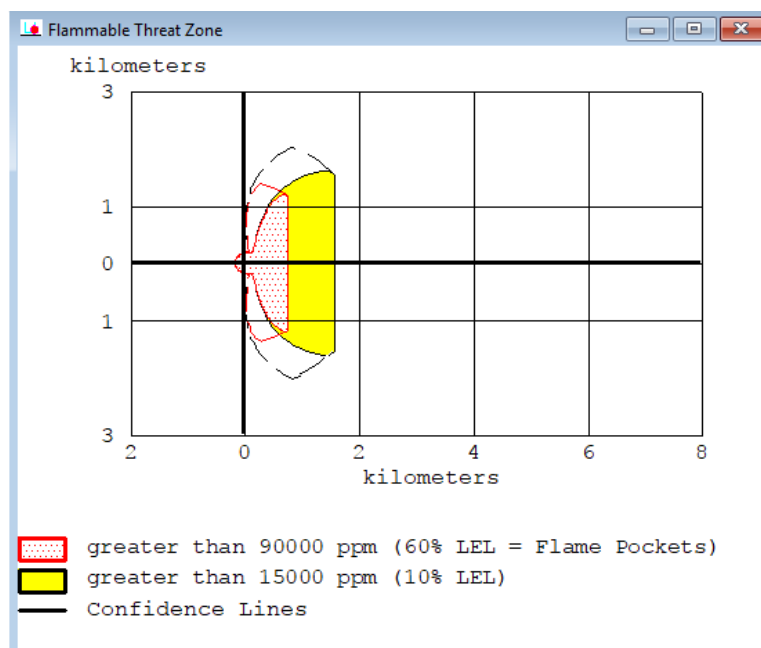 Flammable Threat Zone
kilometers
3
1
0
1
3
2 0 2 4 6 8
kilometers
greater than 90000 ppm (60% LEL = Flame Pockets)
greater than 15000 ppm (10% LEL)
Confidence Lines